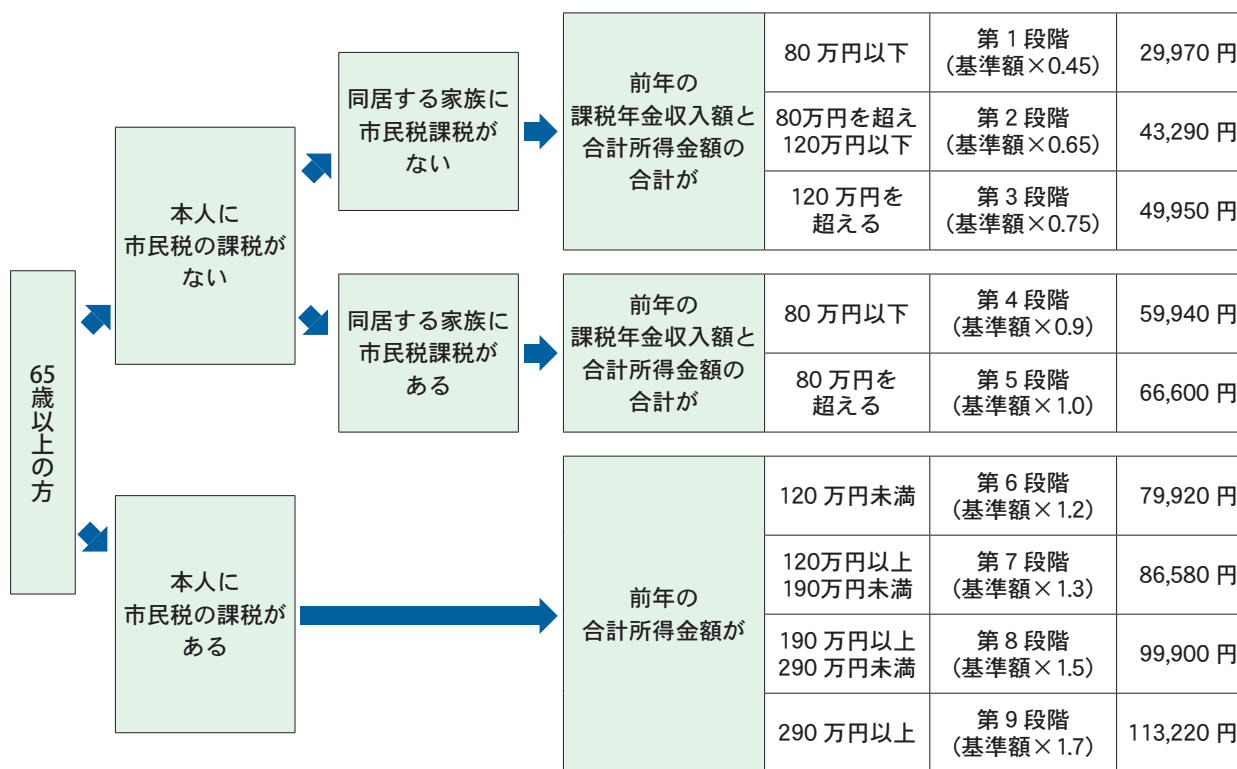 65歳以上の方
本人に
市民税の課税が
ない
同居する家族に
市民税課税が
ない
前年の
課税年金収入額と
合計所得金額の
合計が
80 万円以下
第 1 段階
（基準額×0.45）
29,970 円
80万円を超え
120万円以下
第 2 段階
（基準額×0.65）
43,290 円
120 万円を
超える
第 3 段階
（基準額×0.75）
49,950 円
同居する家族に
市民税課税が
ある
前年の
課税年金収入額と
合計所得金額の
合計が
80 万円以下
第 4 段階
（基準額×0.9）
59,940 円
80 万円を
超える
第 5 段階
（基準額×1.0）
66,600 円
本人に
市民税の課税が
ある
前年の
合計所得金額が
120 万円未満
第 6 段階
（基準額×1.2）
79,920 円
120万円以上
190万円未満
第 7 段階
（基準額×1.3）
86,580 円
190 万円以上
290 万円未満
第 8 段階
（基準額×1.5）
99,900 円
290 万円以上
第 9 段階
（基準額×1.7）
113,220 円